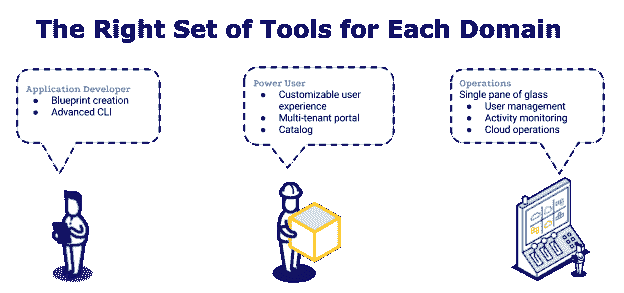 The Right Set of Tools for Each Domain
Application Developer
● Blueprint creation
● Advanced CLI
Power User
● Customizable user
experience
● Multi-tenant portal
● Catalog
Operations
Single pane of glass
● User management
● Activity monitoring
● Cloud operations